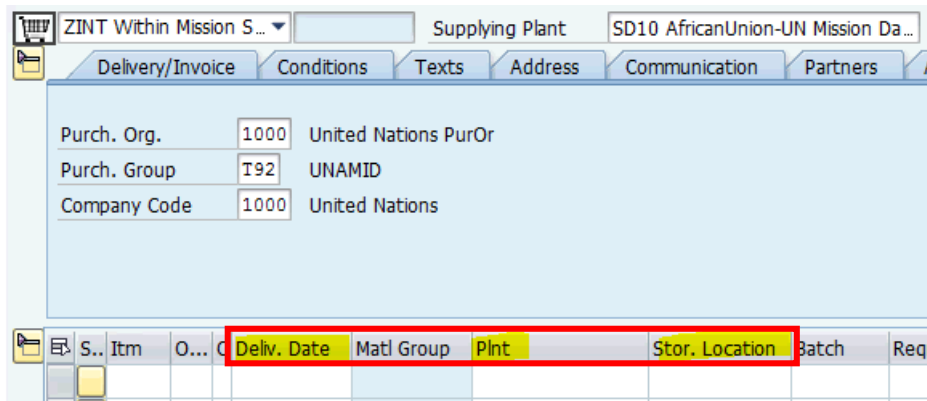 ZINT Within Mission S... Supplying Plant SD10 AfricanUnion-UN Mission Da...
Delivery/Invoice Conditions Texts Address Communication Partners
Purch. Org. 1000 United Nations PurOr
Purch. Group T92 UNAMID
Company Code 1000 United Nations
S.. Itm O... Deliv. Date Matl Group Plnt Stor. Location Batch Req